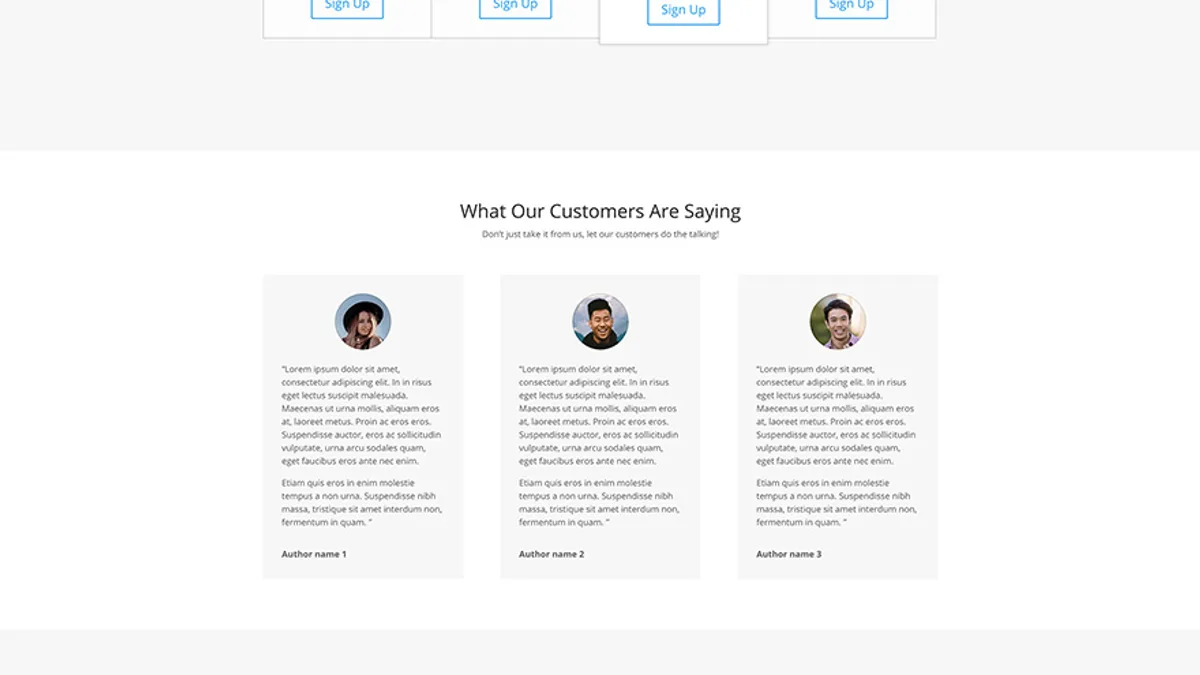 Sign Up
Sign Up
Sign Up
Sign Up
What Our Customers Are Saying
Don't just take it from us, let our customers do the talking!
“Lorem ipsum dolor sit amet,
consectetur adipiscing elit. In in risus
eget lectus suscipit malesuada.
Maecenas ut urna mollis, aliquam eros
at, laoreet metus. Proin ac eros eros.
Suspendisse auctor, eros ac sollicitudin
vulputate, urna arcu sodales quam,
eget faucibus eros ante nec enim.
Etiam quis eros in enim molestie
tempus a non urna. Suspendisse nibh
massa, tristique sit amet interdum non,
fermentum in quam. ”
Author name 1
“Lorem ipsum dolor sit amet,
consectetur adipiscing elit. In in risus
eget lectus suscipit malesuada.
Maecenas ut urna mollis, aliquam eros
at, laoreet metus. Proin ac eros eros.
Suspendisse auctor, eros ac sollicitudin
vulputate, urna arcu sodales quam,
eget faucibus eros ante nec enim.
Etiam quis eros in enim molestie
tempus a non urna. Suspendisse nibh
massa, tristique sit amet interdum non,
fermentum in quam. ”
Author name 2
“Lorem ipsum dolor sit amet,
consectetur adipiscing elit. In in risus
eget lectus suscipit malesuada.
Maecenas ut urna mollis, aliquam eros
at, laoreet metus. Proin ac eros eros.
Suspendisse auctor, eros ac sollicitudin
vulputate, urna arcu sodales quam,
eget faucibus eros ante nec enim.
Etiam quis eros in enim molestie
tempus a non urna. Suspendisse nibh
massa, tristique sit amet interdum non,
fermentum in quam. ”
Author name 3